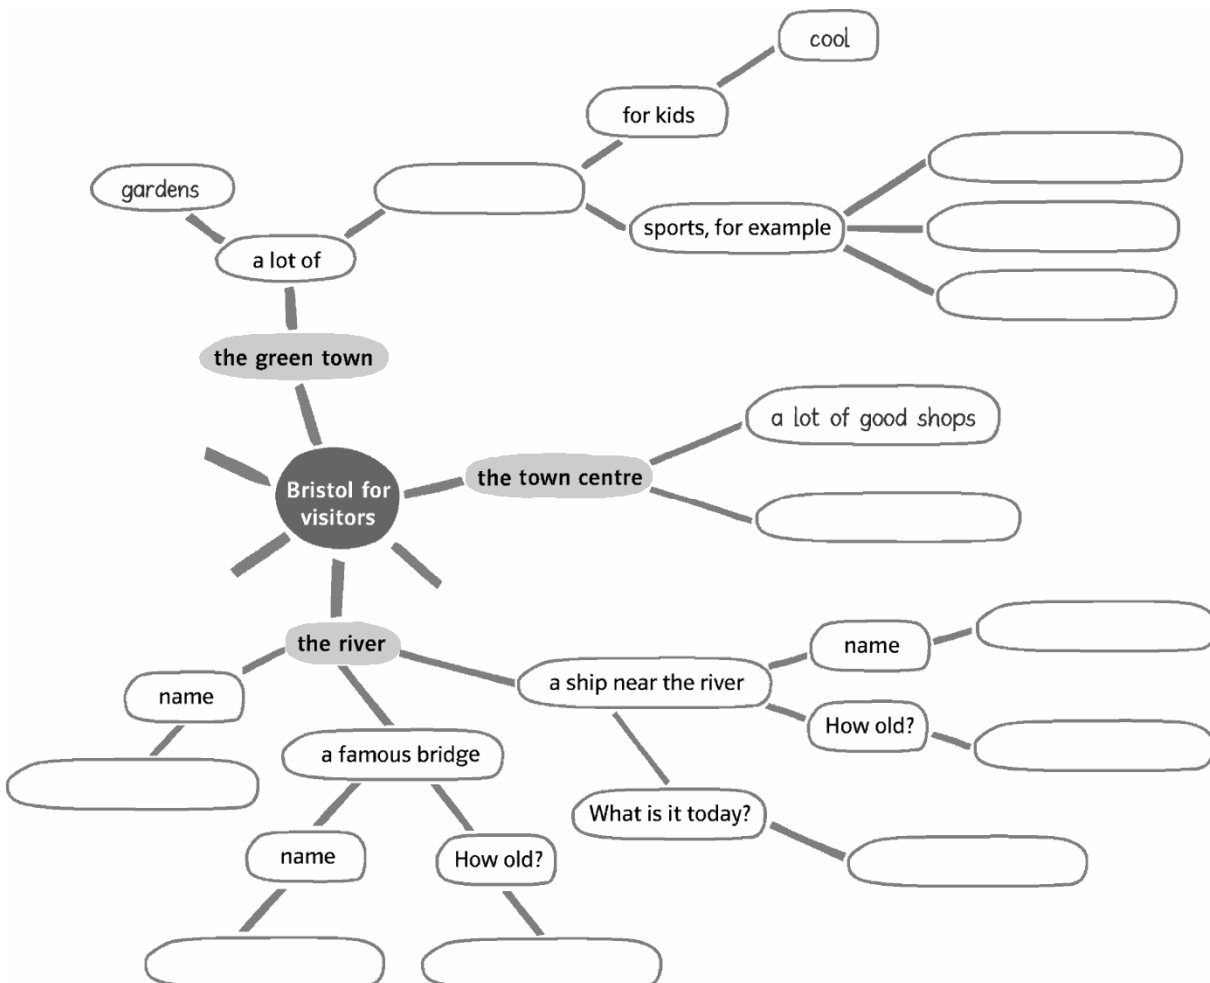 cool
for kids
gardens
sports, for example
a lot of
the green town
a lot of good shops
the town centre
Bristol for
visitors
the river
name
a ship near the river
name
How old?
a famous bridge
What is it today?
name
How old?